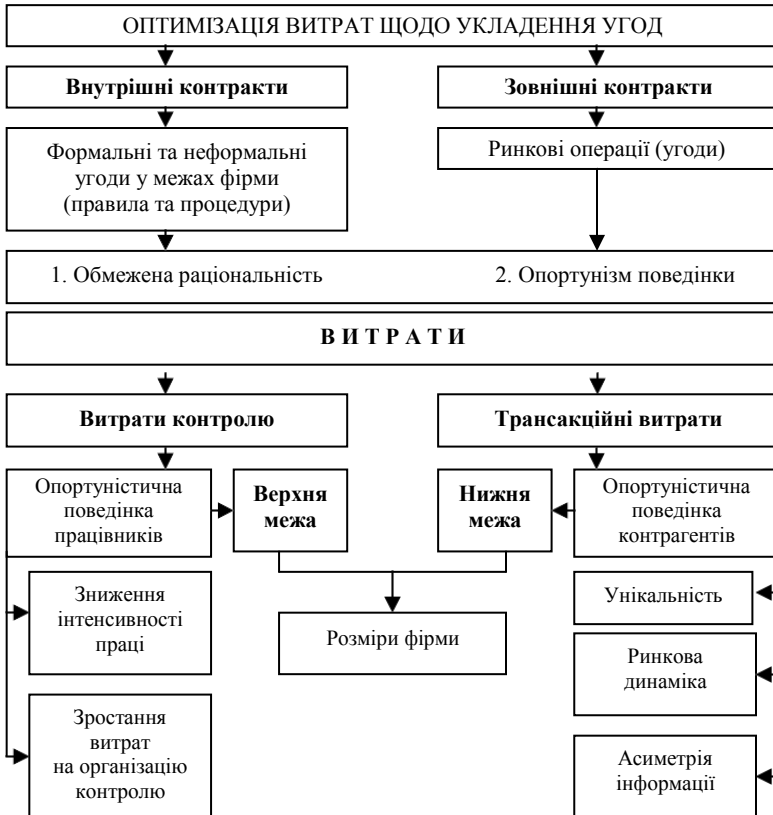 ОПТИМІЗАЦІЯ ВИТРАТ ЩОДО УКЛАДЕННЯ УГОД
Внутрішні контракти
Зовнішні контракти
Формальні та неформальні
угоди у межах фірми
(правила та процедури)
Ринкові операції (угоди)
1. Обмежена раціональність
2. Опортунізм поведінки
В И Т Р А Т И
Витрати контролю
Трансакційні витрати
Опортуністична
поведінка
працівників
Верхня
межа
Нижня
межа
Опортуністична
поведінка
контрагентів
Зниження
інтенсивності
праці
Розміри фірми
Унікальність
Ринкова
динаміка
Зростання
витрат
на організацію
контролю
Асиметрія
інформації